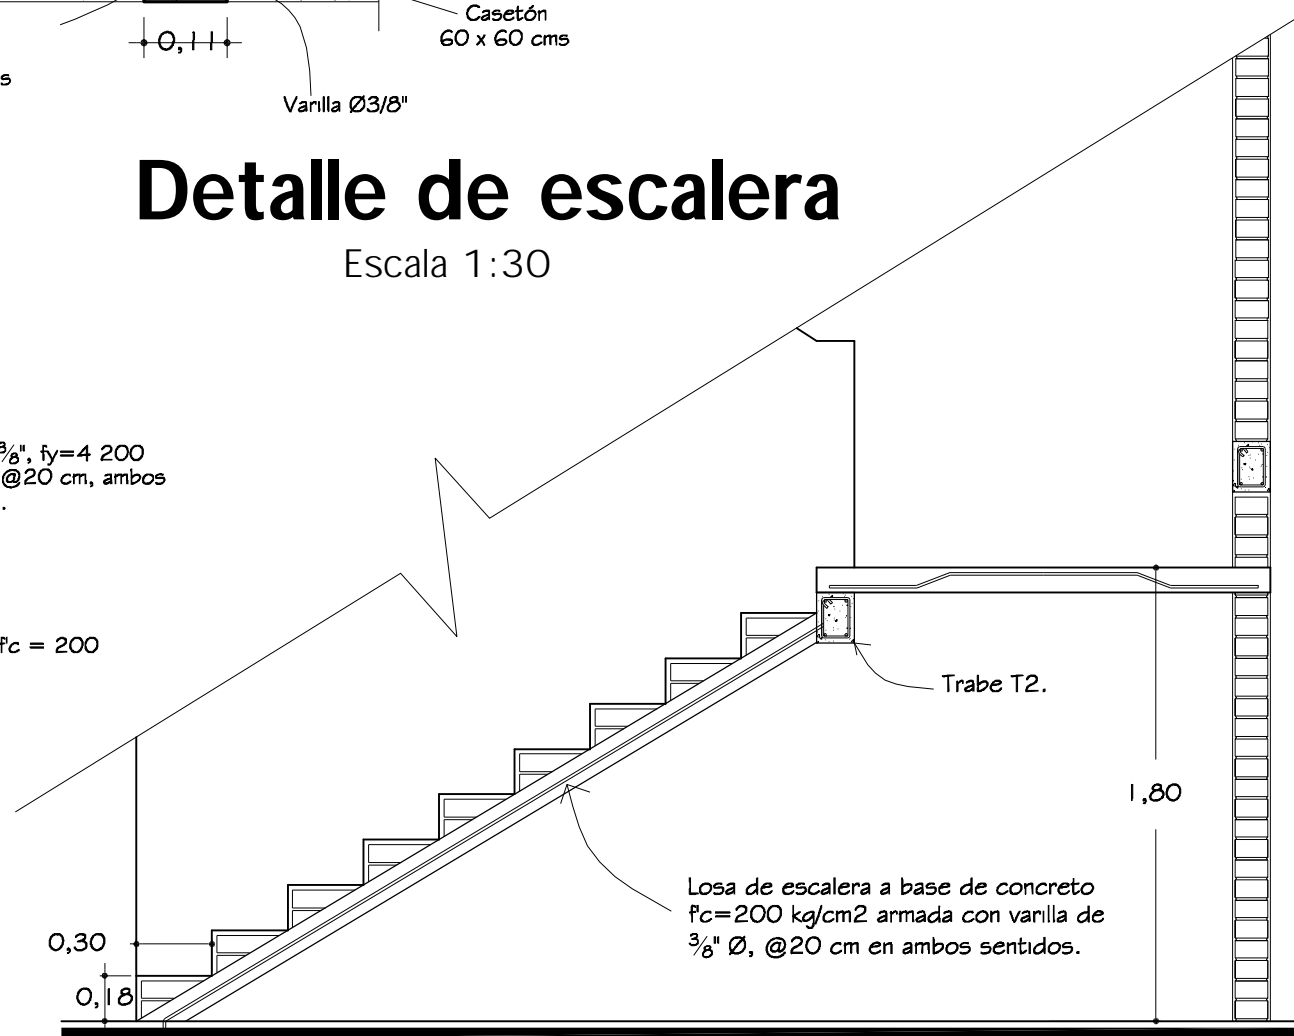 Casetón
60 x 60 cms
0,11
s
Varilla Ø3/8"
Detalle de escalera
Escala 1:30
3/8", fy=4 200
@20 cm, ambos
.
f'c = 200
Trabe T2.
1,80
Losa de escalera a base de concreto
f'c=200 kg/cm2 armada con varilla de
3/8" Ø, @20 cm en ambos sentidos.
0,30
0,18